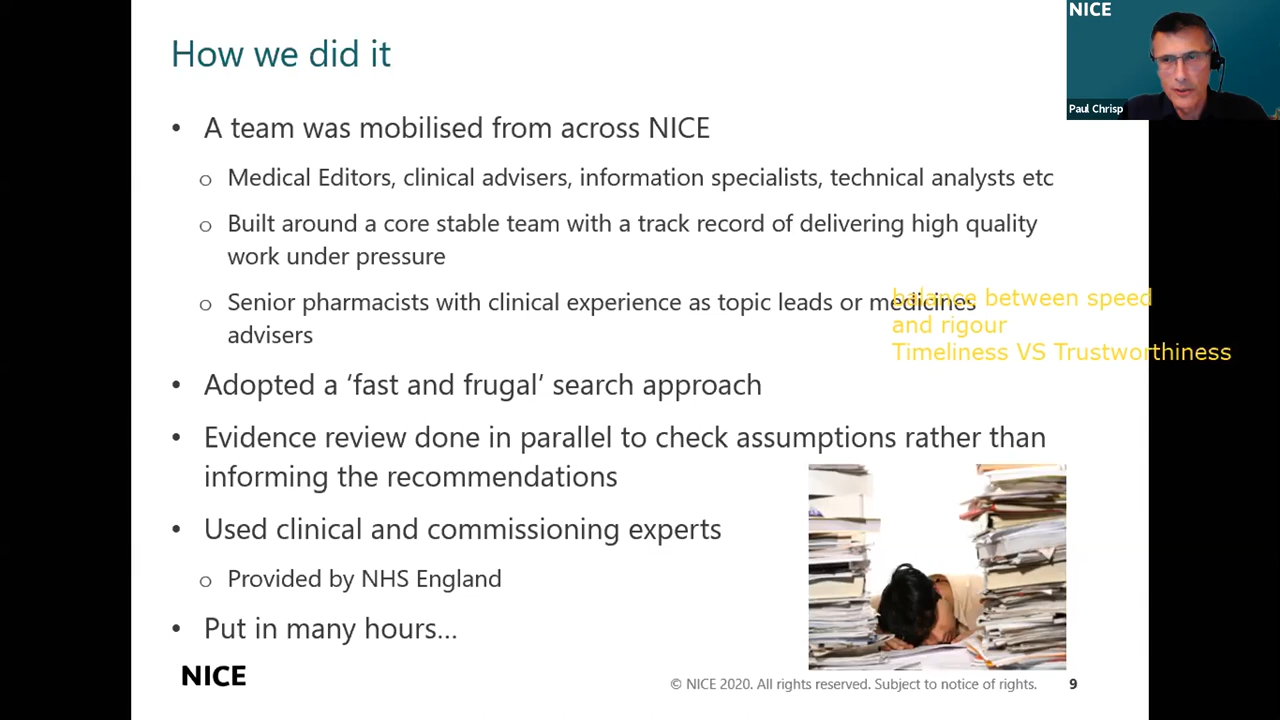 NICE
Paul Chrisp
How we did it
• A team was mobilised from across NICE
o Medical Editors, clinical advisers, information specialists, technical analysts etc
o Built around a core stable team with a track record of delivering high quality
work under pressure
o Senior pharmacists with clinical experience as topic leads or medicines
advisers
balance between speed
and rigour
Timeliness VS Trustworthiness
• Adopted a ‘fast and frugal’ search approach
• Evidence review done in parallel to check assumptions rather than
informing the recommendations
• Used clinical and commissioning experts
o Provided by NHS England
• Put in many hours…
NICE
© NICE 2020. All rights reserved. Subject to notice of rights.
9